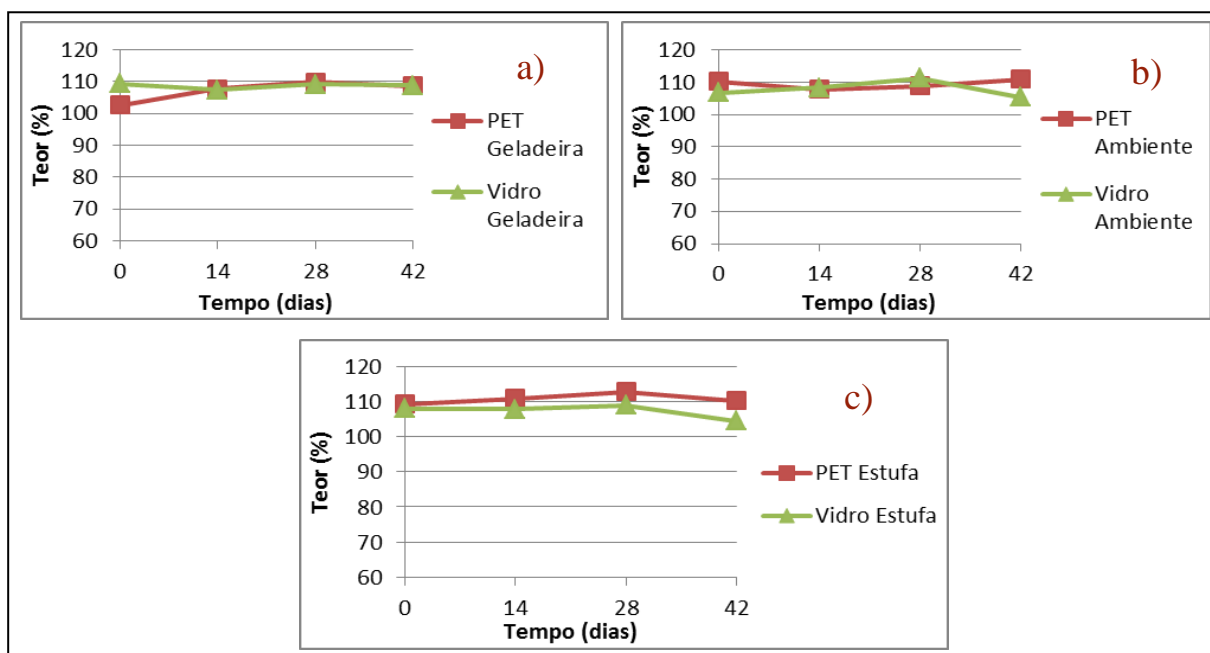 a)
120
110
100
90
80
70
60
Teor (%)
0 14 28 42
Tempo (dias)
PET
Geladeira
Vidro
Geladeira
b)
120
110
100
90
80
70
60
Teor (%)
0 14 28 42
Tempo (dias)
PET
Ambiente
Vidro
Ambiente
c)
120
110
100
90
80
70
60
Teor (%)
0 14 28 42
Tempo (dias)
PET Estufa
Vidro Estufa